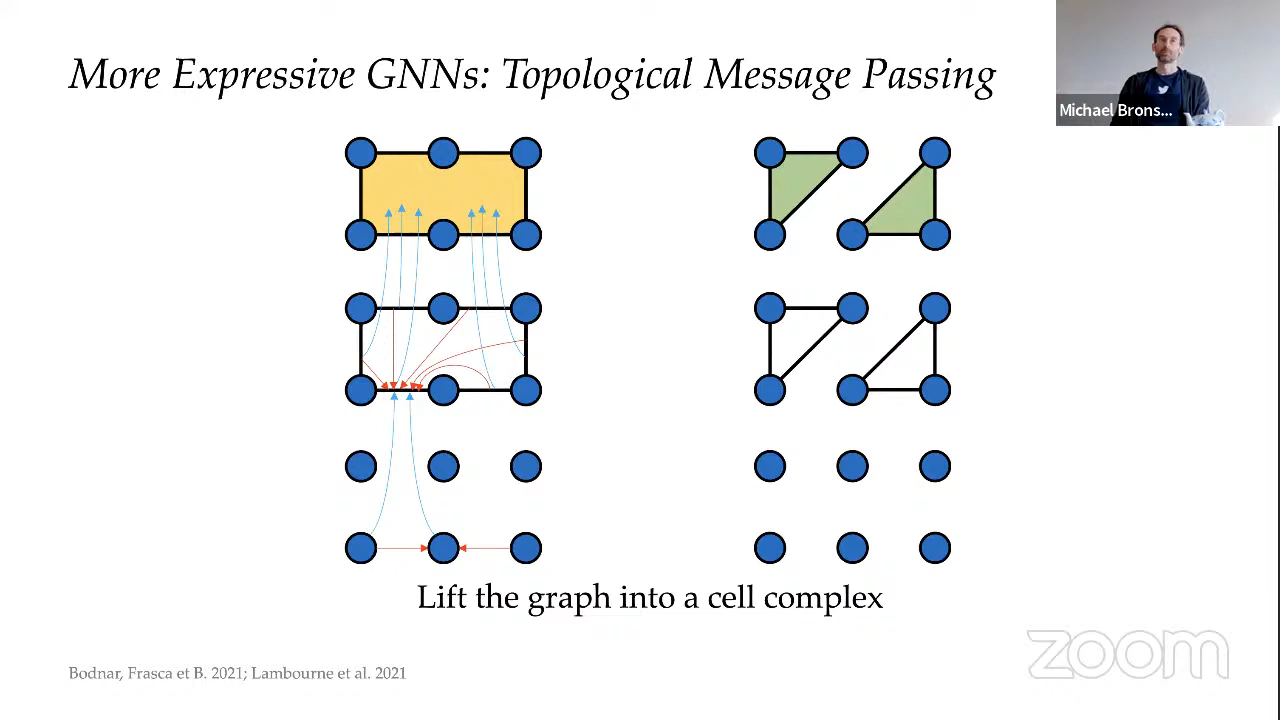 More Expressive GNNs: Topological Message Passing
Michael Brons...
Lift the graph into a cell complex
Bodnar, Frasca et B. 2021; Lambourne et al. 2021
zoom